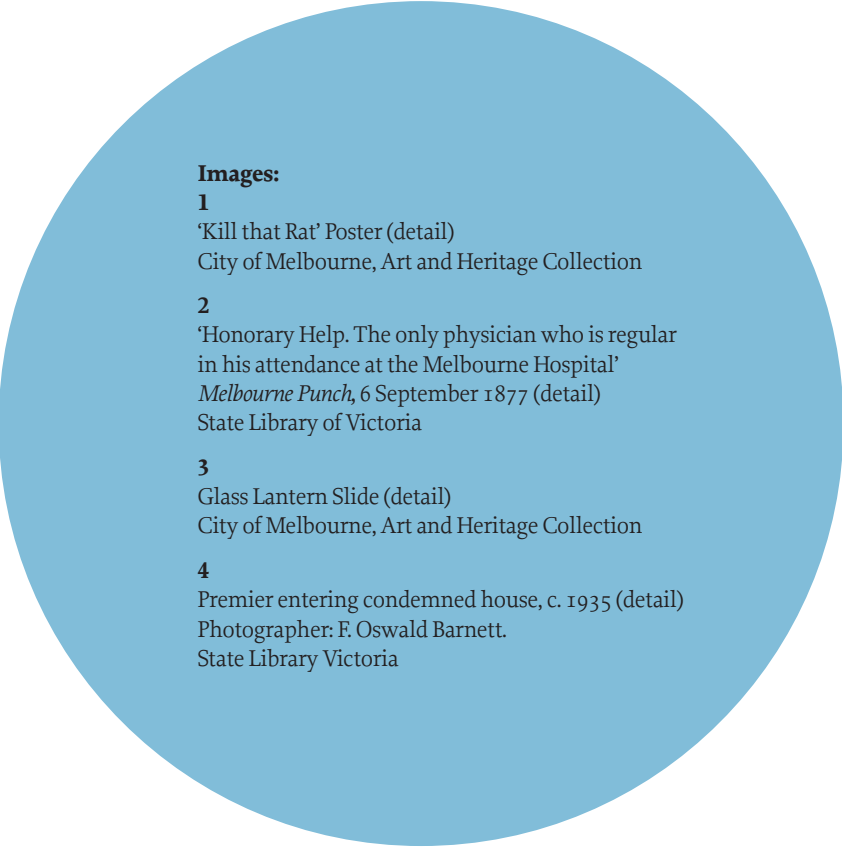 Images:
1
‘Kill that Rat’ Poster (detail)
City of Melbourne, Art and Heritage Collection
2
‘Honorary Help. The only physician who is regular
in his attendance at the Melbourne Hospital’
Melbourne Punch, 6 September 1877 (detail)
State Library of Victoria
3
Glass Lantern Slide (detail)
City of Melbourne, Art and Heritage Collection
4
Premier entering condemned house, c. 1935 (detail)
Photographer: F. Oswald Barnett.
State Library Victoria